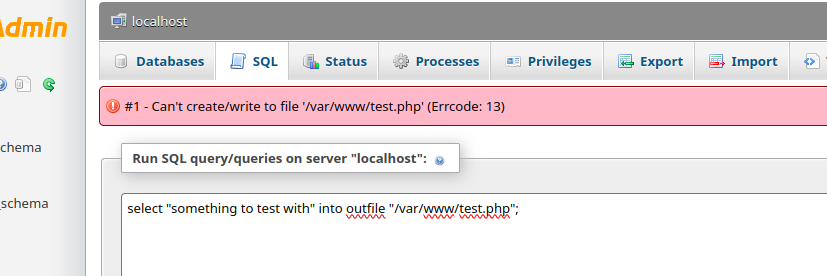 Admin
localhost
Databases SQL Status Processes Privileges Export Import
#1 - Can't create/write to file '/var/www/test.php' (Errcode: 13)
chema
Run SQL query/queries on server "localhost":
_schema
select "something to test with" into outfile "/var/www/test.php";